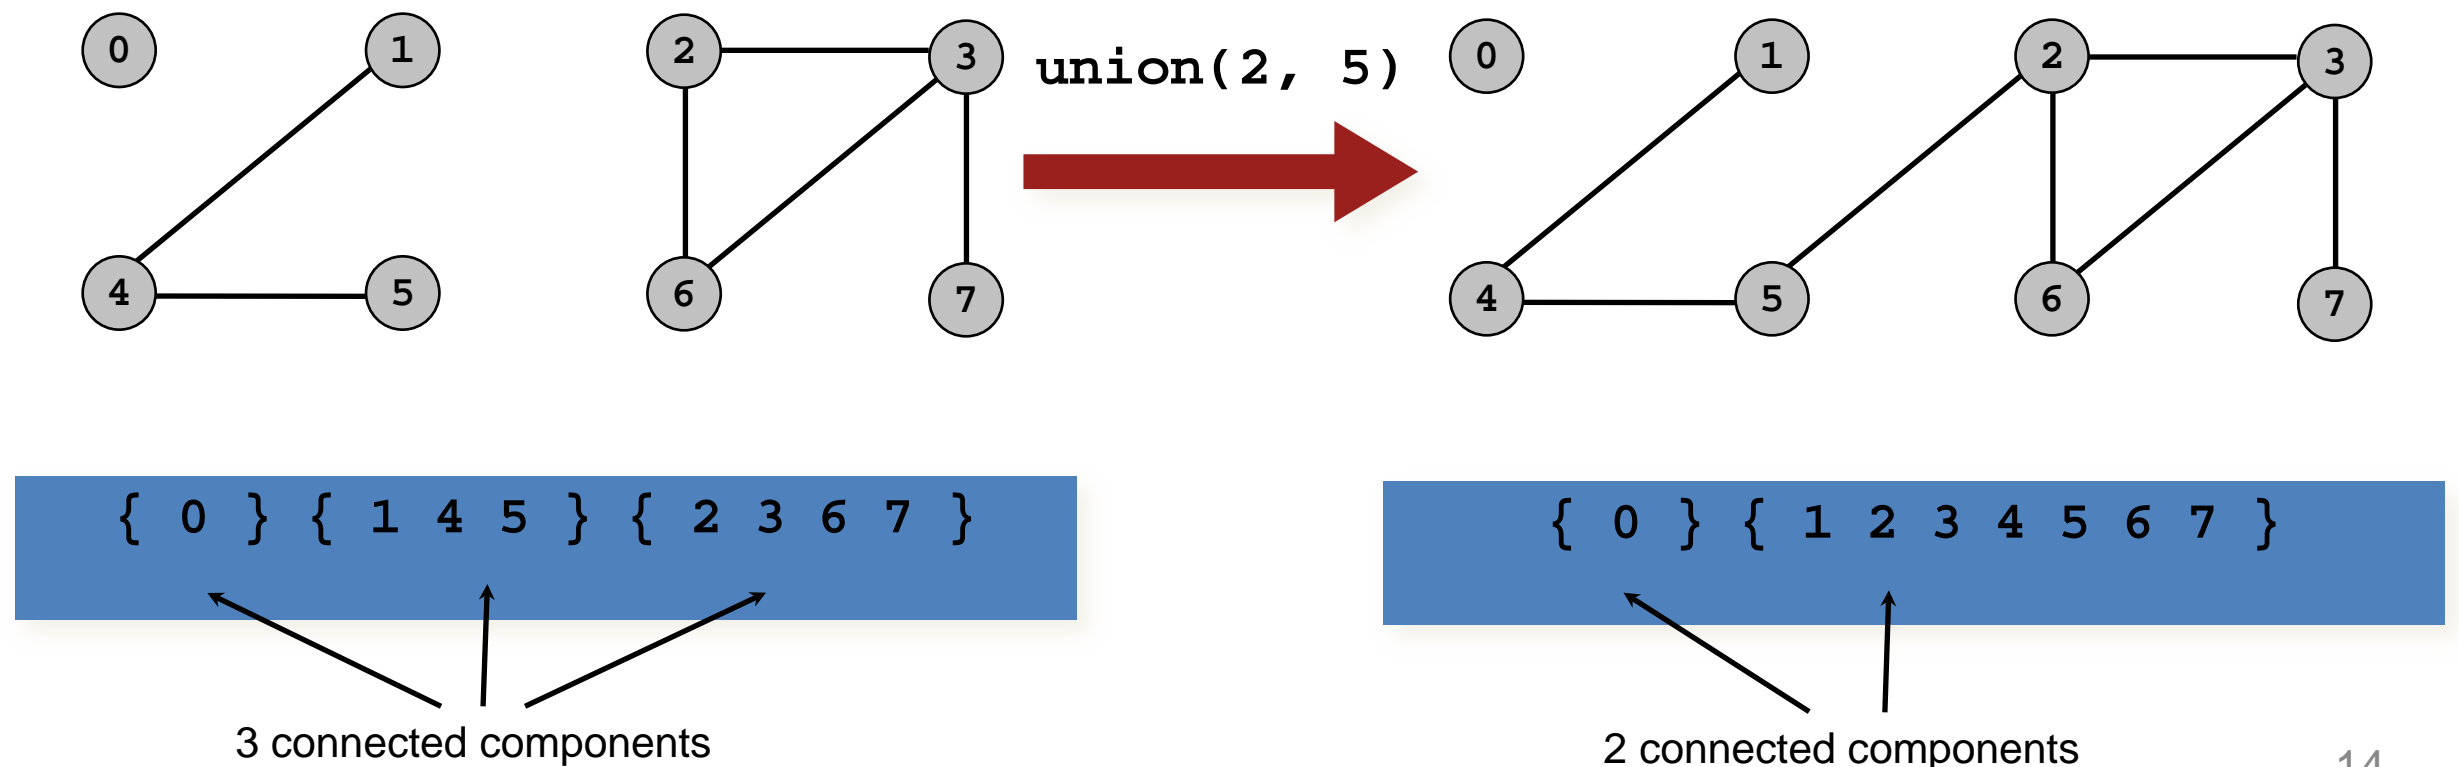 0 1 2 3
union(2, 5)
0 1 2 3
4 5 6 7
4 5 6 7
{ 0 } { 1 4 5 } { 2 3 6 7 }
{ 0 } { 1 2 3 4 5 6 7 }
3 connected components
2 connected components
14